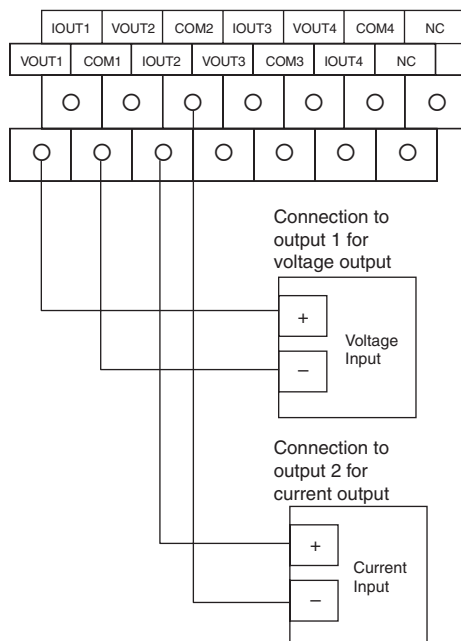 IOUT1 VOUT2 COM2 IOUT3 VOUT4 COM4 NC
VOUT1 COM1 IOUT2 VOUT3 COM3 IOUT4 NC
Connection to
output 1 for
voltage output
+
Voltage
Input
–
Connection to
output 2 for
current output
+
Current
Input
–